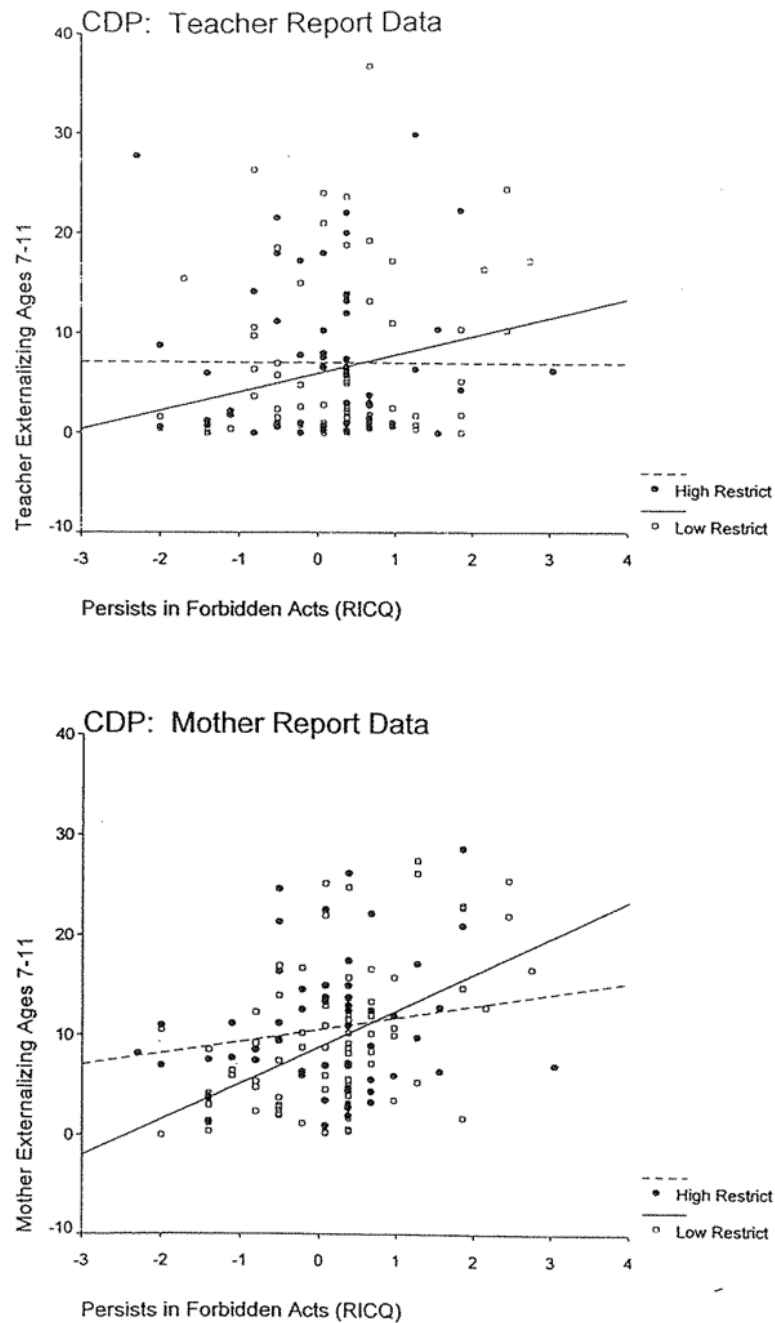 CDP: Teacher Report Data
40
30
20
10
0
-10
Teacher Externalizing Ages 7-11
-3 -2 -1 0 1 2 3 4
Persists in Forbidden Acts (RICQ)
High Restrict
Low Restrict
CDP: Mother Report Data
40
30
20
10
0
-10
Mother Externalizing Ages 7-11
-3 -2 -1 0 1 2 3 4
Persists in Forbidden Acts (RICQ)
High Restrict
Low Restrict